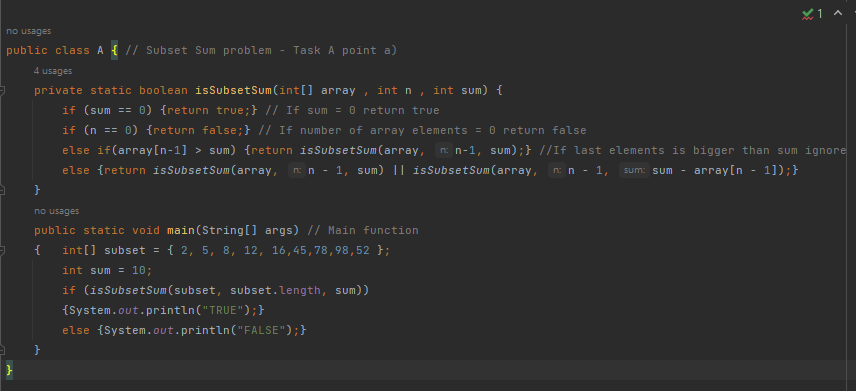 1
no usages
public class A { // Subset Sum problem - Task A point a)
4 usages
private static boolean isSubsetSum(int[] array , int n , int sum) {
if (sum == 0) {return true;} // If sum = 0 return true
if (n == 0) {return false;} // If number of array elements = 0 return false
else if(array[n-1] > sum) {return isSubsetSum(array, n: n-1, sum);} //If last elements is bigger than sum ignore
else {return isSubsetSum(array, n: n - 1, sum) || isSubsetSum(array, n: n - 1, sum: sum - array[n - 1]);}
}
no usages
public static void main(String[] args) // Main function
{ int[] subset = { 2, 5, 8, 12, 16,45,78,98,52 };
int sum = 10;
if (isSubsetSum(subset, subset.length, sum))
{System.out.println("TRUE");}
else {System.out.println("FALSE");}
}
}